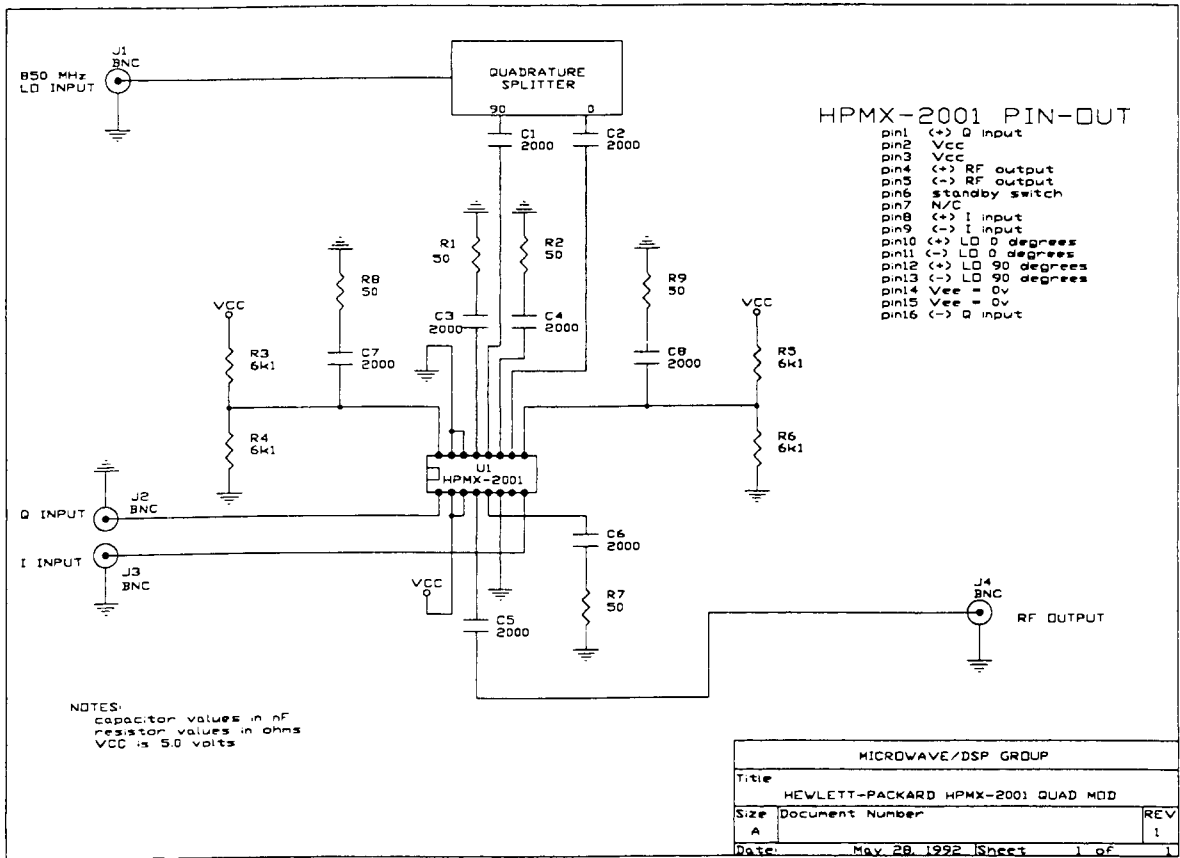 J1
BNC
850 MHz
LO INPUT
QUADRATURE
SPLITTER
90 0
C1
2000
C2
2000
HPMX-2001 PIN-OUT
pin1 (+) Q input
pin2 Vcc
pin3 Vcc
pin4 (+) RF output
pin5 (-) RF output
pin6 standby switch
pin7 N/C
pin8 (+) I input
pin9 (-) I input
pin10 (+) LO 0 degrees
pin11 (-) LO 0 degrees
pin12 (+) LO 90 degrees
pin13 (-) LO 90 degrees
pin14 Vee = 0v
pin15 Vee = 0v
pin16 (-) Q input
R1
50
R2
50
R8
50
R9
50
VCC
C3
2000
C4
2000
VCC
R3
6k1
C7
2000
C8
2000
R5
6k1
R4
6k1
R6
6k1
U1
HPMX-2001
Q INPUT
J2
BNC
I INPUT
J3
BNC
C6
2000
VCC
R7
50
C5
2000
J4
BNC
RF OUTPUT
NOTES:
capacitor values in nF
resistor values in ohms
VCC is 5.0 volts
MICROWAVE/DSP GROUP
Title
HEWLETT-PACKARD HPMX-2001 QUAD MOD
Size Document Number REV
A 1
Date: May 28, 1992 Sheet 1 of 1